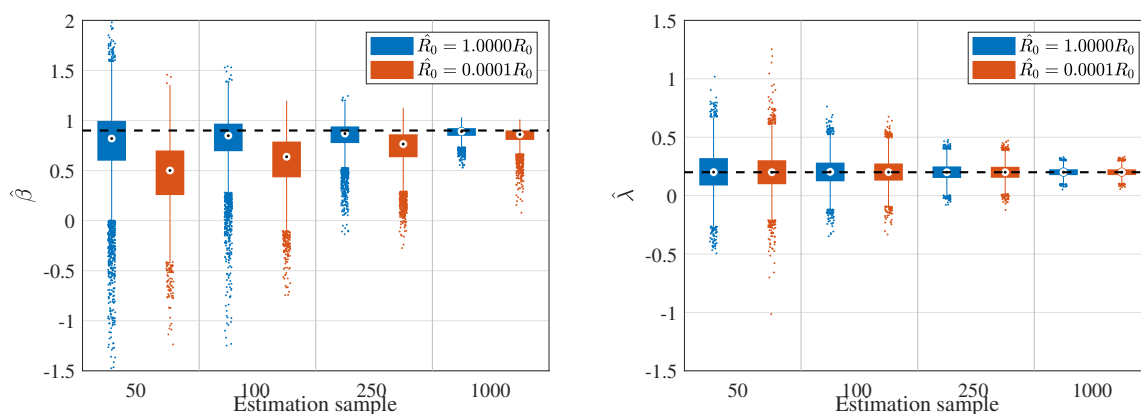 2
1.5
1
0.5
0
-0.5
-1
-1.5
β̂
50
100
250
1000
Estimation sample
R̂₀ = 1.0000R₀
R̂₀ = 0.0001R₀
1.5
1
0.5
0
-0.5
-1
-1.5
λ̂
50
100
250
1000
Estimation sample
R̂₀ = 1.0000R₀
R̂₀ = 0.0001R₀